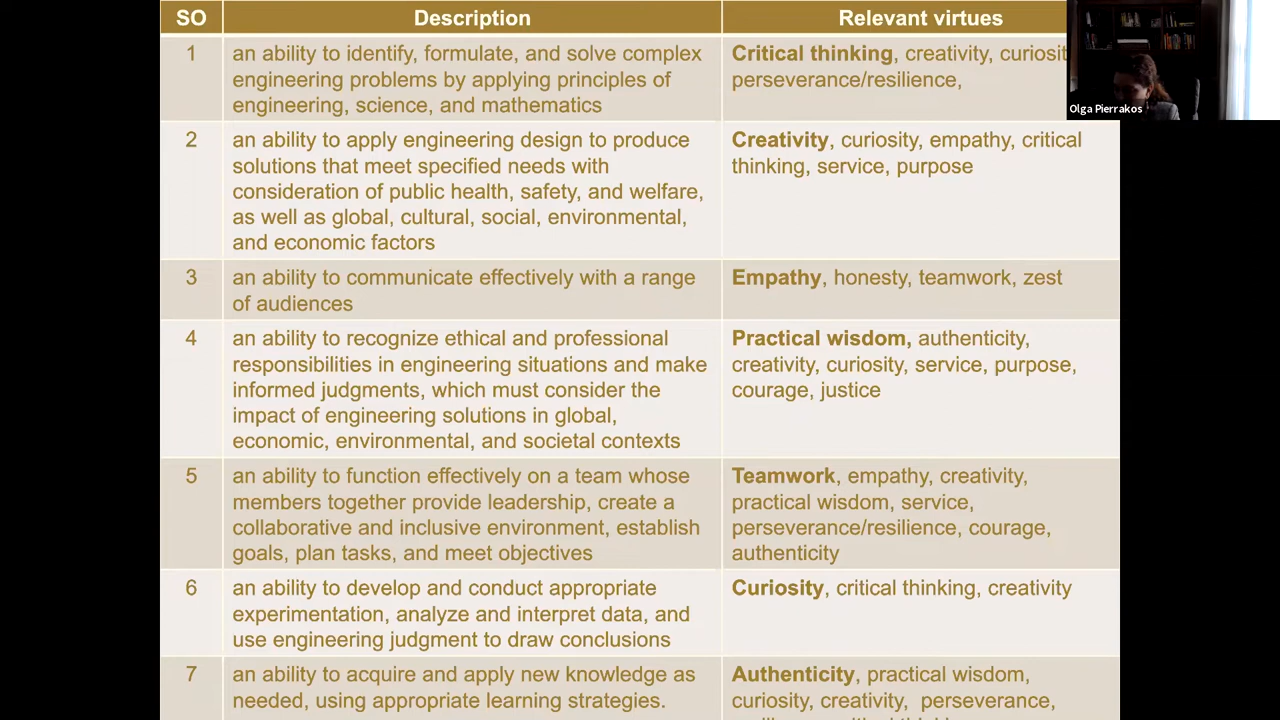 SO Description Relevant virtues
1 an ability to identify, formulate, and solve complex
engineering problems by applying principles of
engineering, science, and mathematics
Critical thinking, creativity,
perseverance/resilience,
Olga Pierrakos
2 an ability to apply engineering design to produce
solutions that meet specified needs with
consideration of public health, safety, and welfare,
as well as global, cultural, social, environmental,
and economic factors
Creativity, curiosity, empathy, critical
thinking, service, purpose
3 an ability to communicate effectively with a range
of audiences
Empathy, honesty, teamwork, zest
4 an ability to recognize ethical and professional
responsibilities in engineering situations and make
informed judgments, which must consider the
impact of engineering solutions in global,
economic, environmental, and societal contexts
Practical wisdom, authenticity,
creativity, curiosity, service, purpose,
courage, justice
5 an ability to function effectively on a team whose
members together provide leadership, create a
collaborative and inclusive environment, establish
goals, plan tasks, and meet objectives
Teamwork, empathy, creativity,
practical wisdom, service,
perseverance/resilience, courage,
authenticity
6 an ability to develop and conduct appropriate
experimentation, analyze and interpret data, and
use engineering judgment to draw conclusions
Curiosity, critical thinking, creativity
7 an ability to acquire and apply new knowledge as
needed, using appropriate learning strategies.
Authenticity, practical wisdom,
curiosity, creativity, perseverance,